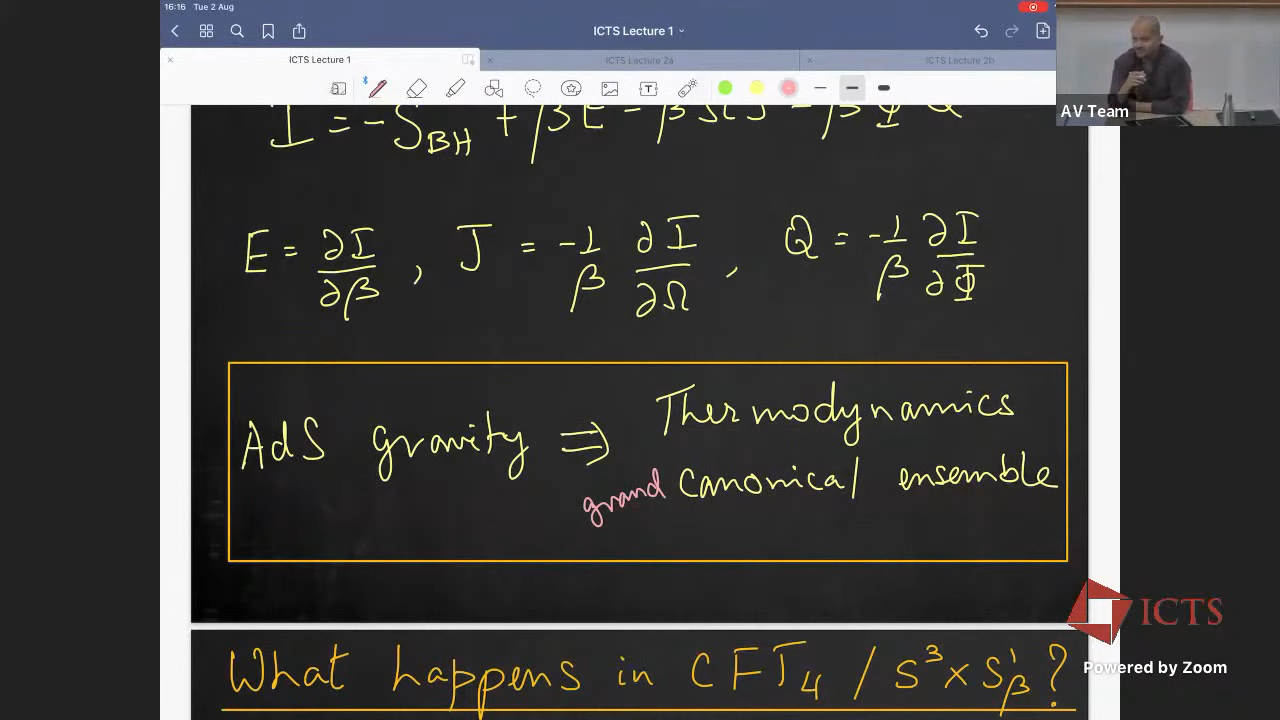 16:16 Tue 2 Aug
ICTS Lecture 1
ICTS Lecture 1
ICTS Lecture 2a
ICTS Lecture 2b
AV Team
I = - S_BH + βE - βΩJ - βΦQ
E = ∂I/∂β , J = -1/β ∂I/∂Ω , Q = -1/β ∂I/∂Φ
AdS gravity ⇒ Thermodynamics
grand canonical ensemble
ICTS
What happens in CFT₄ / S³ × S¹_β ?
Powered by Zoom